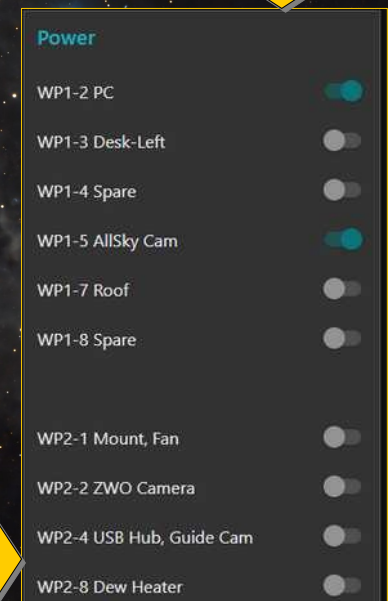 Power
WP1-2 PC
WP1-3 Desk-Left
WP1-4 Spare
WP1-5 AllSky Cam
WP1-7 Roof
WP1-8 Spare
WP2-1 Mount, Fan
WP2-2 ZWO Camera
WP2-4 USB Hub, Guide Cam
WP2-8 Dew Heater